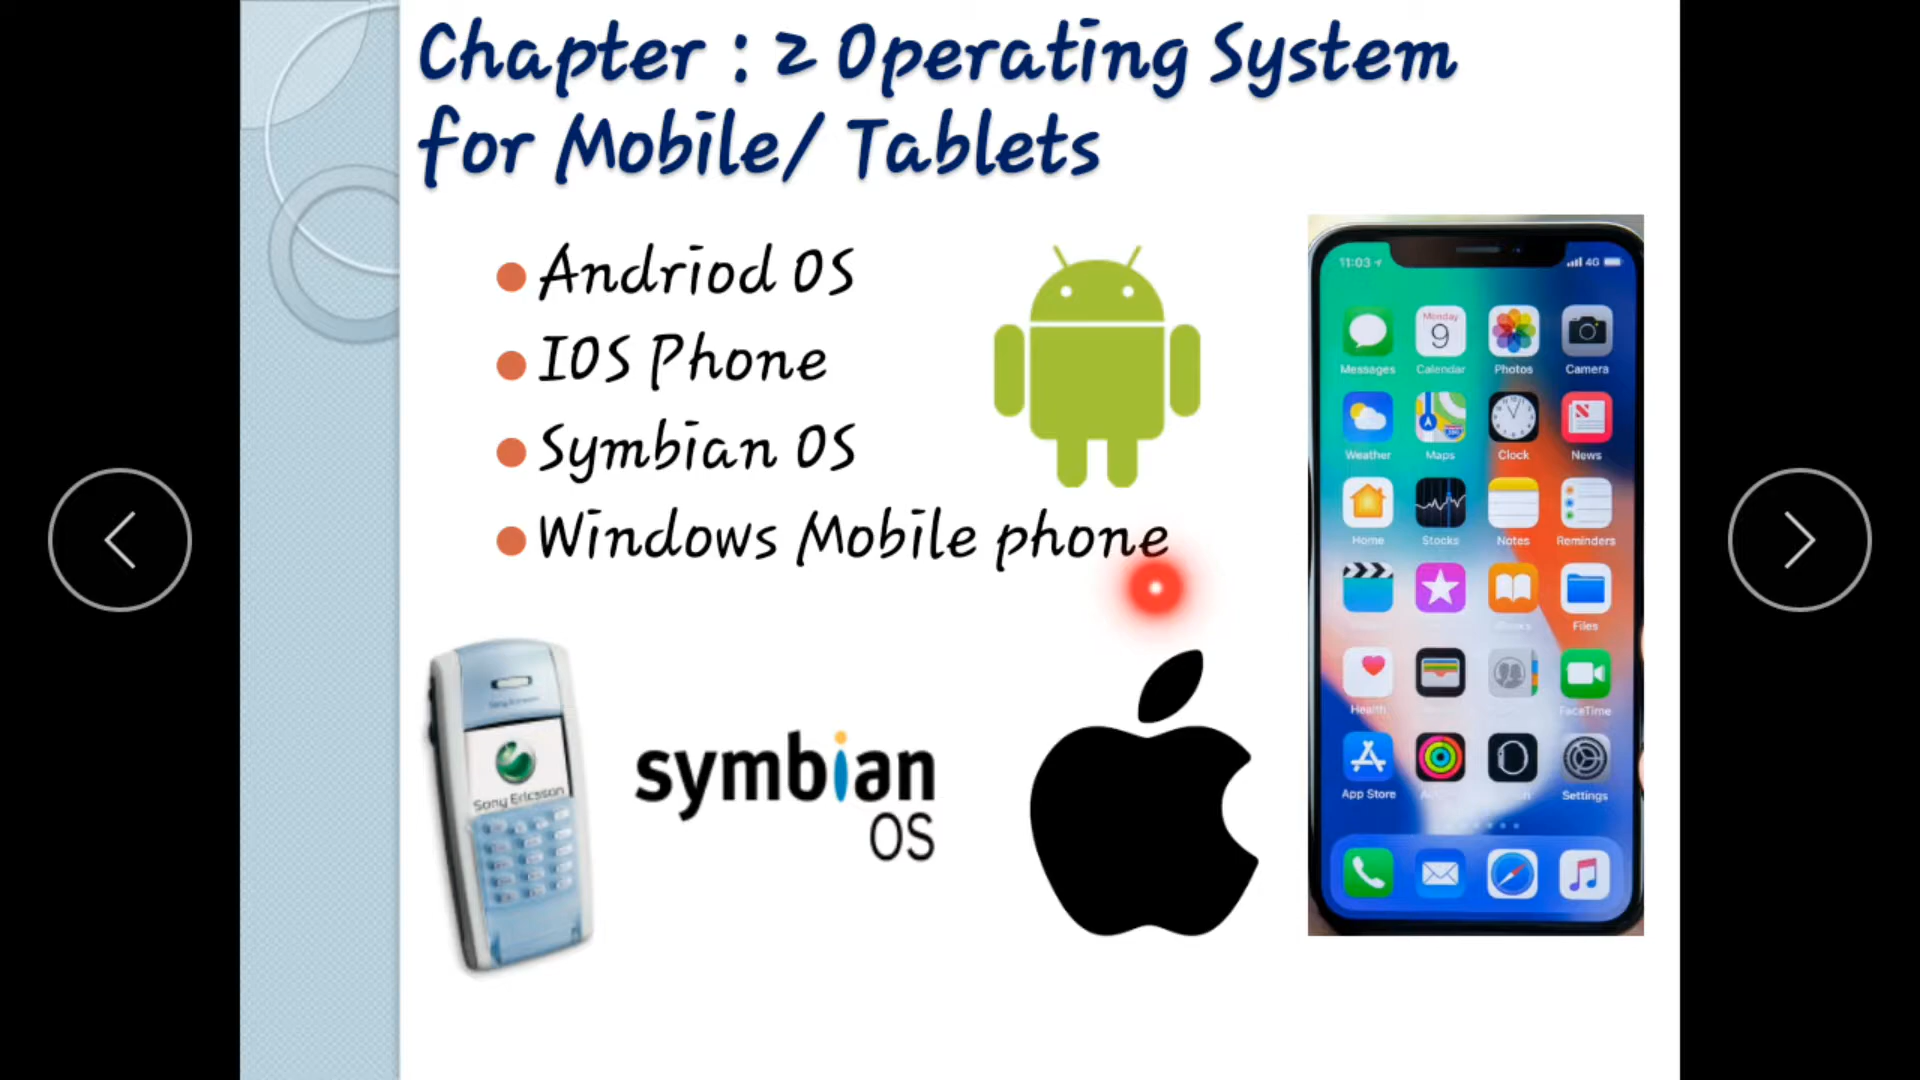 Chapter : 2 Operating System
for Mobile/ Tablets
Andriod OS
IOS Phone
Symbian OS
Windows Mobile phone
Sony Ericsson
symbian
OS
11:03
4G
Monday
9
Messages Calendar Photos Camera
Weather Maps Clock News
Home Stocks Notes Reminders
Files
Health FaceTime
App Store Settings